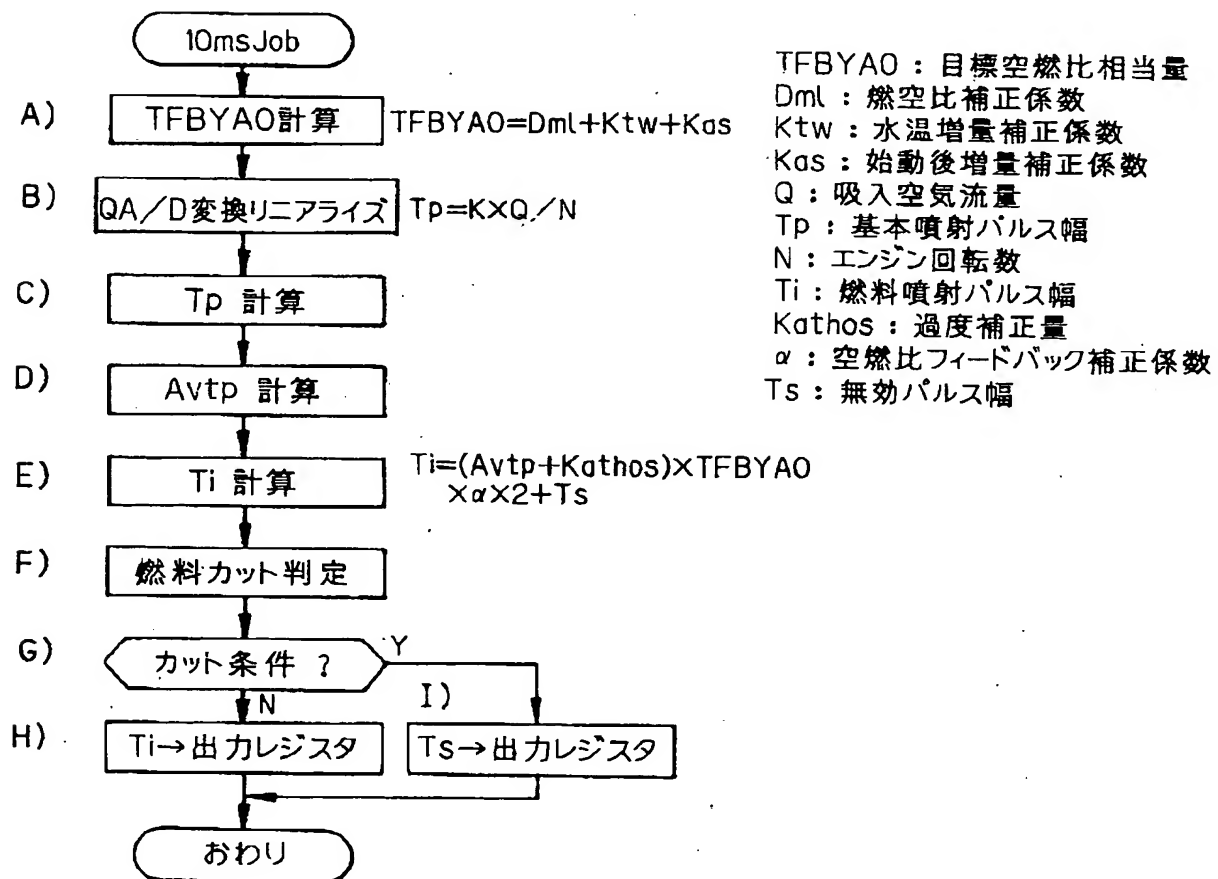 10msJob
A) TFBYA0計算 TFBYA0=Dml+Ktw+Kas
B) QA/D変換リニアライズ Tp=K×Q/N
C) Tp 計算
D) Avtp 計算
E) Ti 計算 Ti=(Avtp+Kathos)×TFBYA0
×α×2+Ts
F) 燃料カット判定
G) カット条件 ? Y
N I)
H) Ti→出力レジスタ Ts→出力レジスタ
おわり
TFBYA0 : 目標空燃比相当量
Dml : 燃空比補正係数
Ktw : 水温増量補正係数
Kas : 始動後増量補正係数
Q : 吸入空気流量
Tp : 基本噴射パルス幅
N : エンジン回転数
Ti : 燃料噴射パルス幅
Kathos : 過度補正量
α : 空燃比フィードバック補正係数
Ts : 無効パルス幅